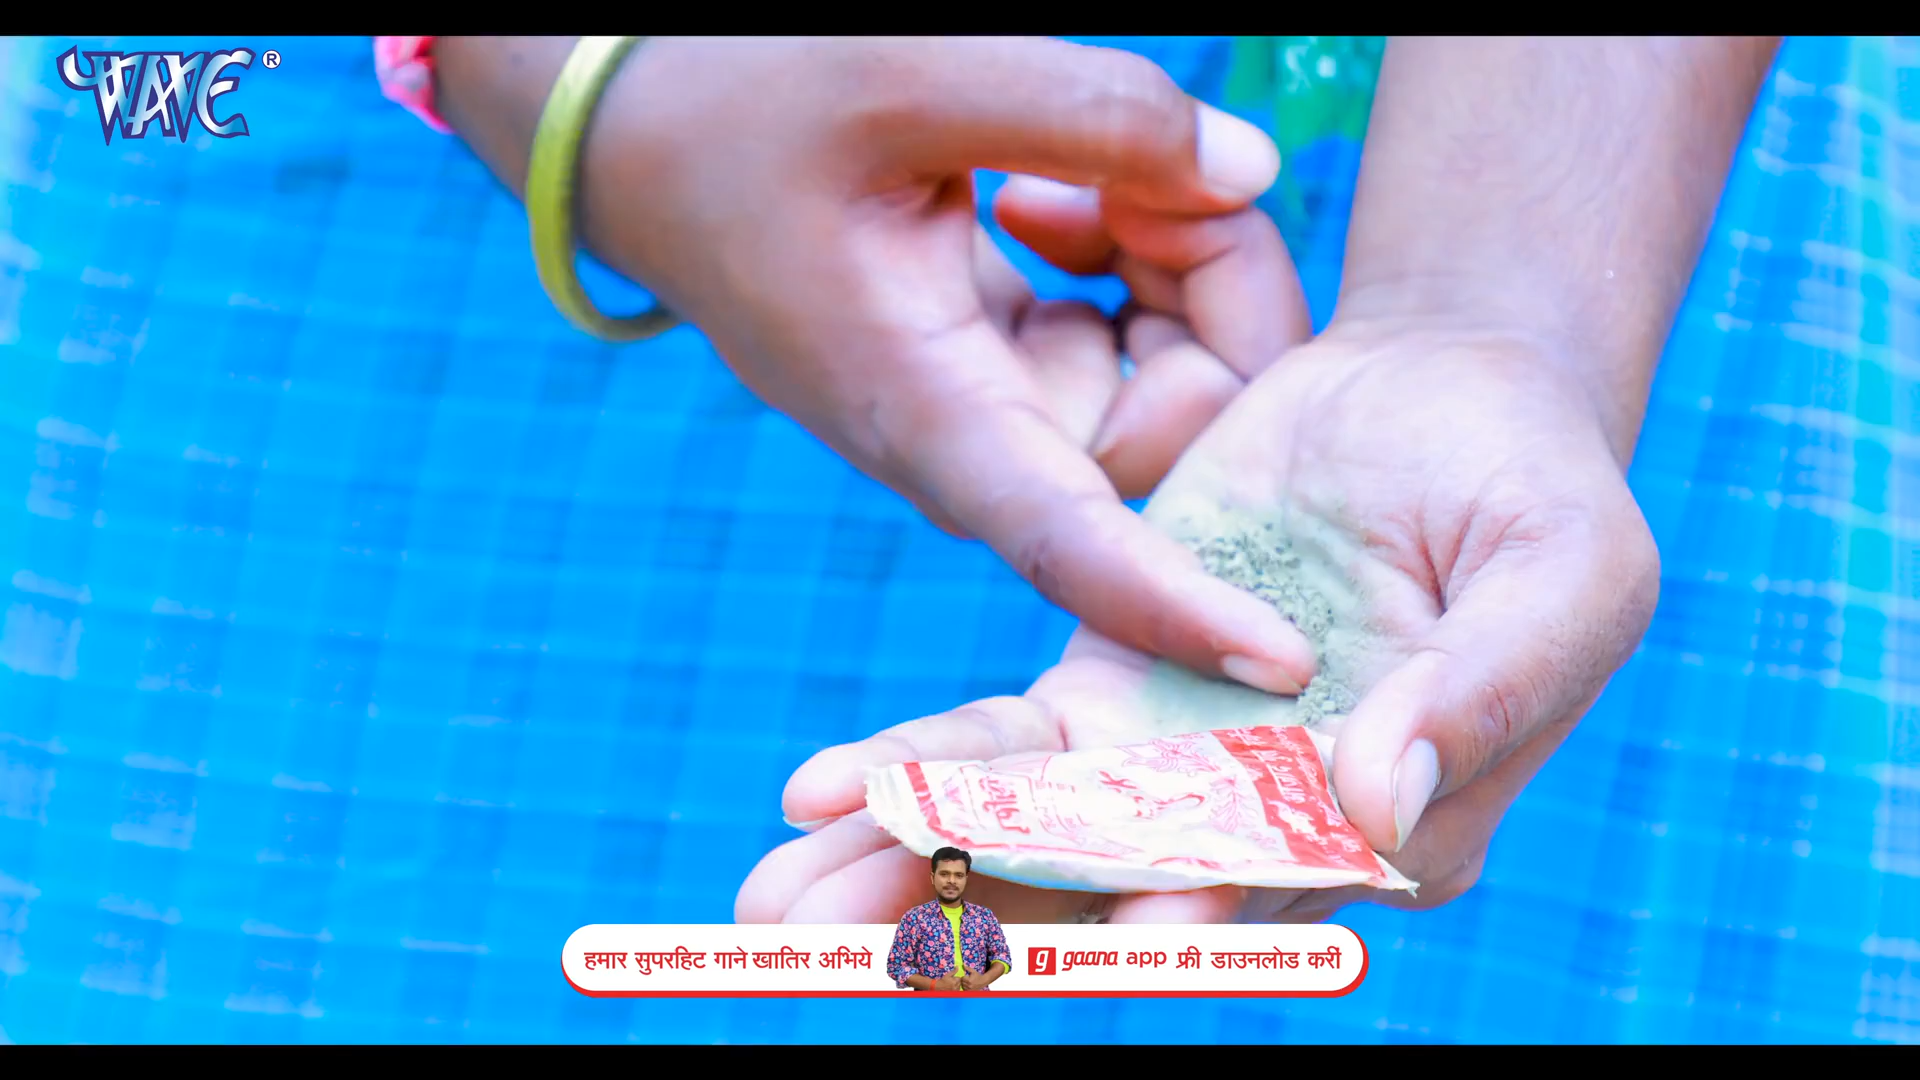 WAVE ®
हमार सुपरहिट गाने खातिर अभिये
g gaana app फ्री डाउनलोड करीं